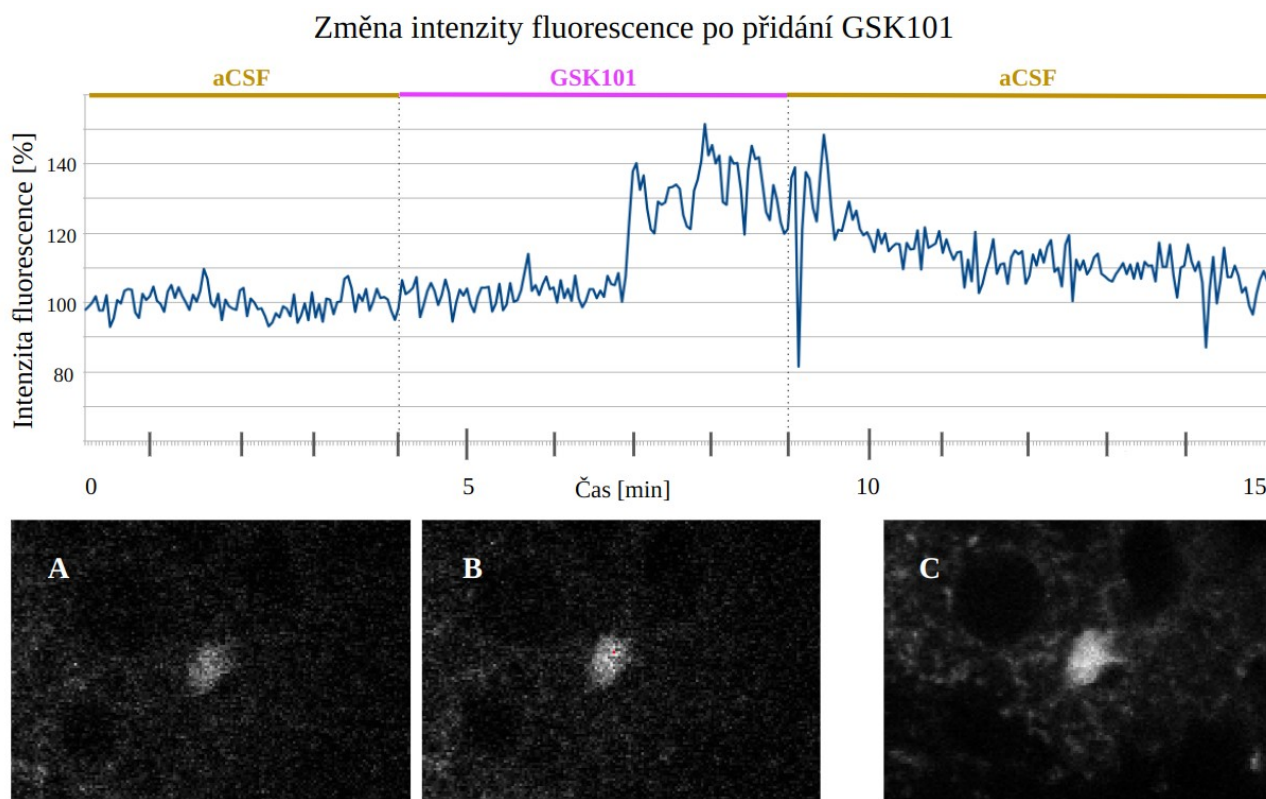 Změna intenzity fluorescence po přidání GSK101
aCSF GSK101 aCSF
Intenzita fluorescence [%]
140
120
100
80
0 5 Čas [min] 10 15
A B C